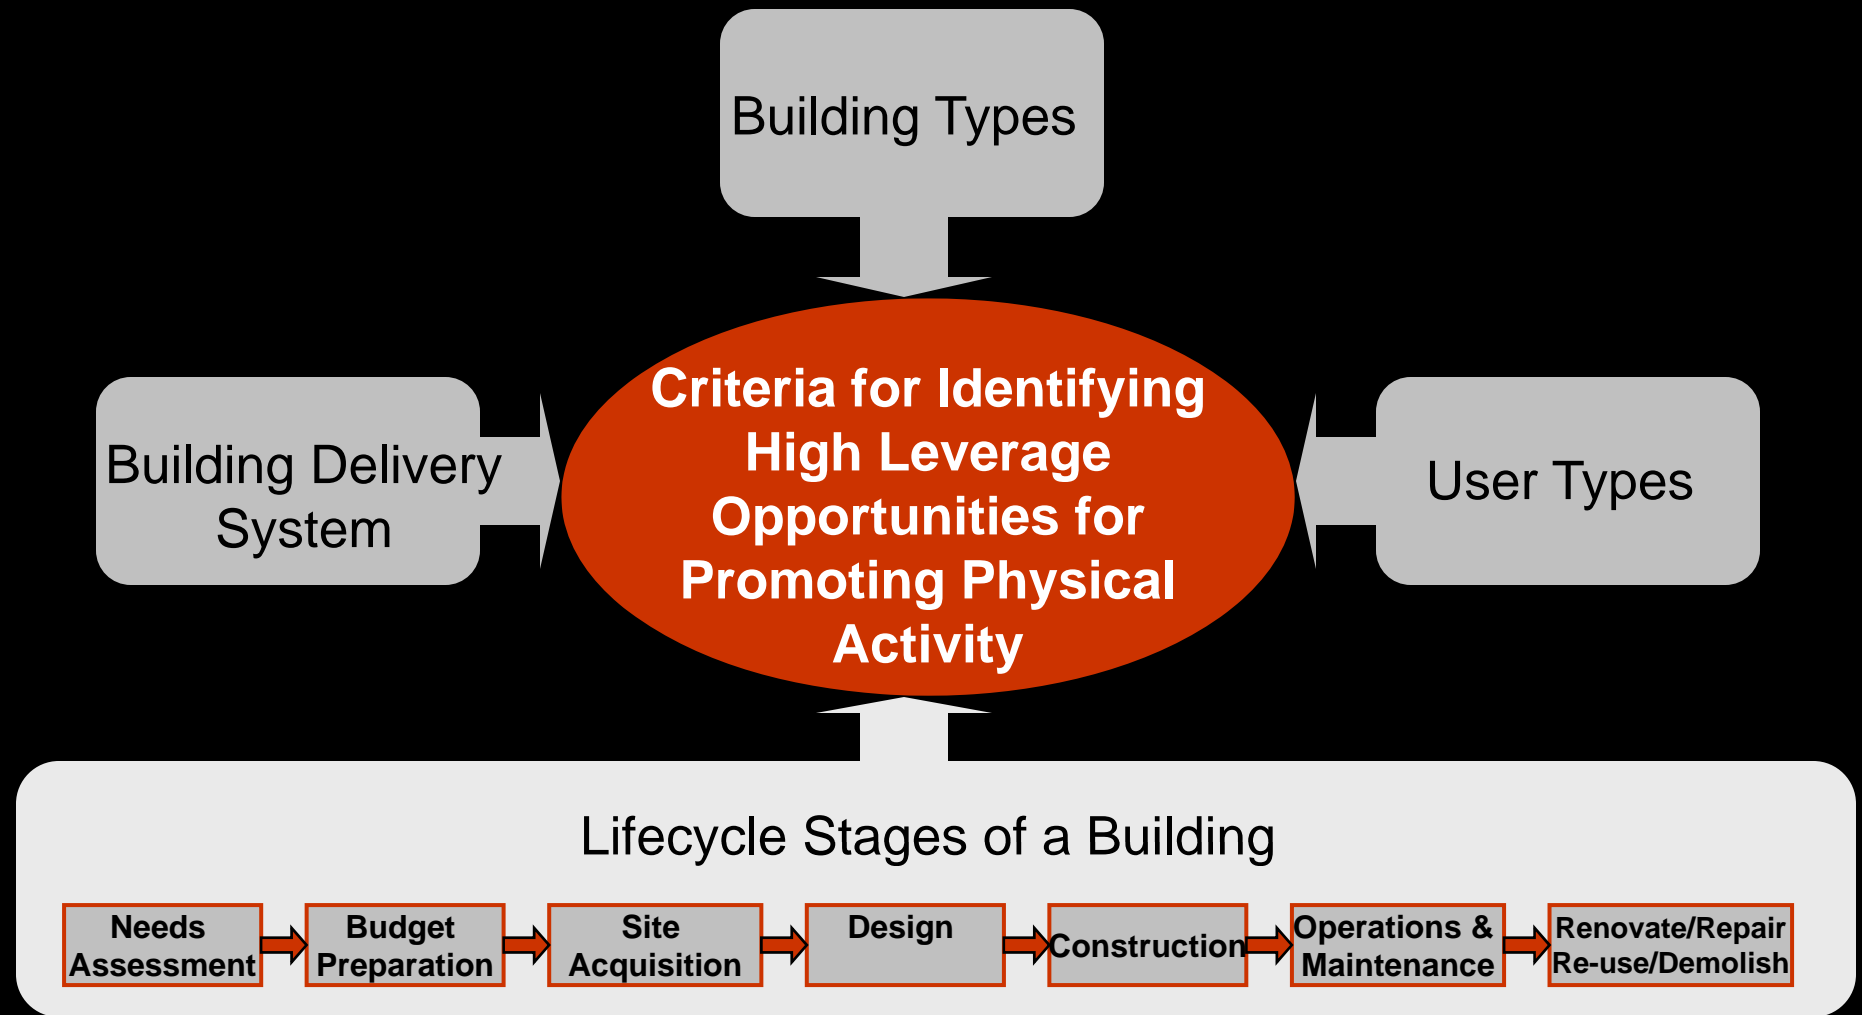 Building Types
Criteria for Identifying
High Leverage
Opportunities for
Promoting Physical
Activity
Building Delivery
System
User Types
Lifecycle Stages of a Building
Needs
Assessment
Budget
Preparation
Site
Acquisition
Design
Construction
Operations &
Maintenance
Renovate/Repair
Re-use/Demolish